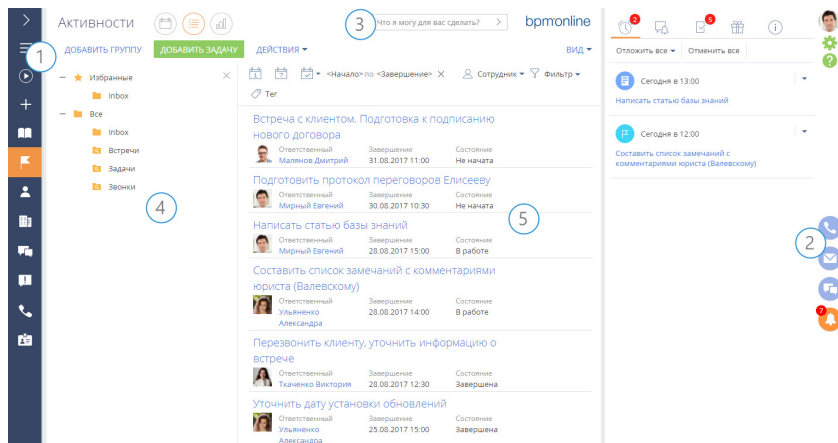 Активности
3
Что я могу для вас сделать?
bpmonline
1
ДОБАВИТЬ ГРУППУ
ДОБАВИТЬ ЗАДАЧУ
ДЕЙСТВИЯ
ВИД
Избранные
Inbox
Все
Inbox
Встречи
Задачи
Звонки
4
1
7
<Начало> по <Завершение>
Сотрудник
Фильтр
Тег
Встреча с клиентом. Подготовка к подписанию
нового договора
Ответственный Завершение Состояние
Малянов Дмитрий 31.08.2017 11:00 Не начата
Подготовить протокол переговоров Елисееву
Ответственный Завершение Состояние
Мирный Евгений 30.08.2017 10:30 Не начата
5
Написать статью базы знаний
Ответственный Завершение Состояние
Мирный Евгений 28.08.2017 15:00 В работе
Составить список замечаний с комментариями
юриста (Валевскому)
Ответственный Завершение Состояние
Ульяненко 28.08.2017 14:00 В работе
Александра
Перезвонить клиенту, уточнить информацию о
встрече
Ответственный Завершение Состояние
Ткаченко Виктория 28.08.2017 12:30 Завершена
Уточнить дату установки обновлений
Ответственный Завершение Состояние
Ульяненко 25.08.2017 15:00 Завершена
Александра
2
5
Отложить все
Отменить все
Сегодня в 13:00
Написать статью базы знаний
Сегодня в 12:00
Составить список замечаний с
комментариями юриста (Валевскому)
?
2
7